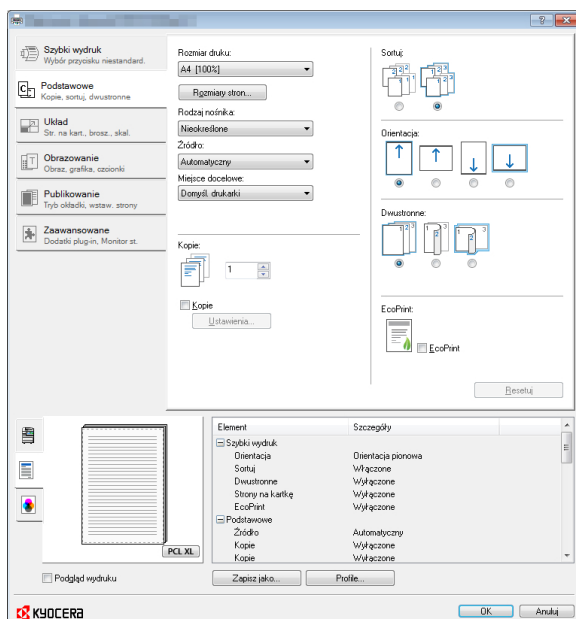 Szybki wydruk
Wybór przycisku niestandard.
Podstawowe
Kopie, sortuj, dwustronne
Układ
Str. na kart., brosz., skal.
Obrazowanie
Obraz, grafika, czcionki
Publikowanie
Tryb okładki, wstaw. strony
Zaawansowane
Dodatki plug-in, Monitor st.
Rozmiar druku:
A4 [100%]
Rozmiary stron...
Rodzaj nośnika:
Nieokreślone
Źródło:
Automatyczny
Miejsce docelowe:
Domyśl. drukarki
Kopie:
1
Kopie
Ustawienia...
Sortuj:
Orientacja:
Dwustronne:
EcoPrint:
EcoPrint
Resetuj
PCL XL
Podgląd wydruku
Element Szczegóły
Szybki wydruk
Orientacja Orientacja pionowa
Sortuj Włączone
Dwustronne Wyłączone
Strony na kartkę Wyłączone
EcoPrint Wyłączone
Podstawowe
Źródło Automatyczny
Kopie Wyłączone
Kopie Wyłączone
Zapisz jako... Profile...
KYOCERA
OK Anuluj